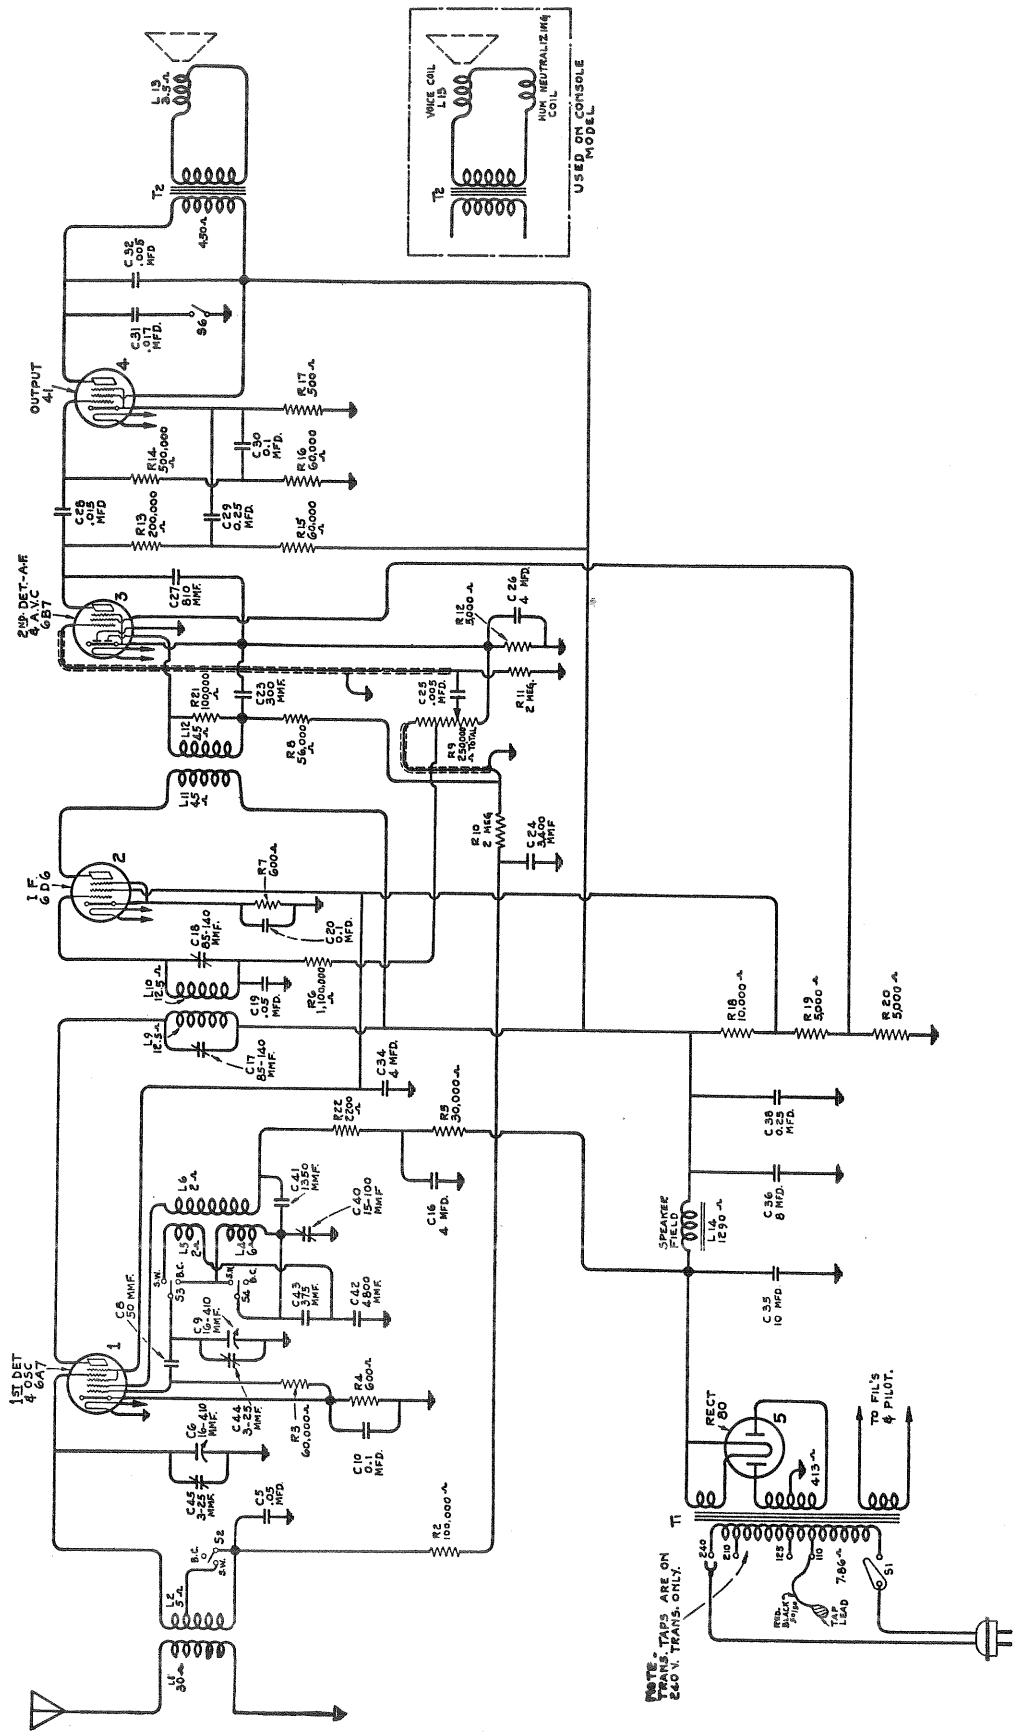 L1
30Ω
L2
5Ω
B.C.
S2
S.W.
C5
.05
MFD.
R2
100,000Ω
1ST DET
& OSC
6A7
1
C45
3-25
MMF.
C6
16-410
MMF.
C8
50 MMF.
C44
3-25
MMF.
C9
16-410
MMF.
R3
60,000Ω
C10
0.1
MFD.
R4
600Ω
S.W.
B.C.
S3
S.W.
B.C.
S4
L5
2Ω
L6
2Ω
L4
6Ω
C41
1350
MMF.
C40
15-100
MMF
C43
375
MMF.
C42
4,800
MMF.
R22
2200
Ω
C16
4 MFD.
R5
30,000Ω
C34
4 MFD.
L9
12.5Ω
C17
85-140
MMF.
L10
12.5Ω
C18
85-140
MMF.
C19
.05
MFD.
R6
1,100,000
Ω
I F.
6D6
2
R7
600Ω
C20
0.1
MFD.
L11
45
Ω
L12
45
Ω
R21
100,000
Ω
C23
300
MMF.
R8
56,000
Ω
R10
2 MEG
C24
3,400
MMF
R9
250,000
Ω TOTAL
C25
.005
MFD.
R11
2 MEG.
R12
5,000Ω
C26
4 MFD.
2ND. DET.-A.F.
& A.V.C
6B7
3
C27
810
MMF.
C28
.015
MFD
R13
200,000
Ω
R14
500,000
Ω
C29
0.25
MFD.
C30
0.1
MFD.
R15
60,000
Ω
R16
60,000
Ω
R17
500Ω
OUTPUT
41
4
C31
.017
MFD.
S6
C32
.005
MFD
T2
450Ω
L13
3.5Ω
T2
VOICE COIL
L13
HUM NEUTRALIZING
COIL
USED ON CONSOLE
MODEL
R18
10,000Ω
R19
5,000Ω
R20
5,000Ω
SPEAKER
FIELD
L14
1290Ω
C35
10 MFD.
C36
8 MFD.
C38
0.25
MFD.
RECT
80
5
413Ω
TO FIL'S
& PILOT.
T1
240
210
125
110
7.86Ω
S1
RED
BLACK
TAP
LEAD
NOTE-
TRANS. TAPS ARE ON
240 V. TRANS. ONLY.